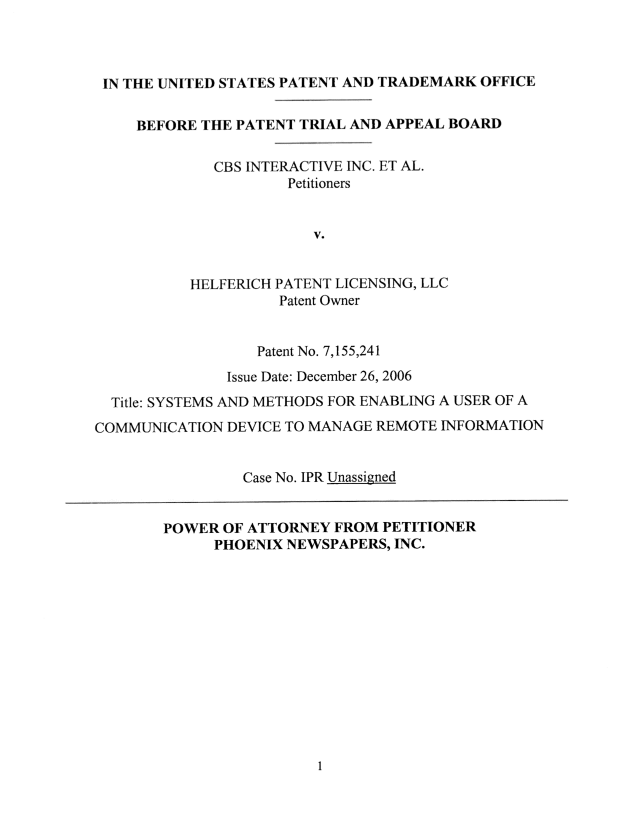 IN THE UNITED STATES PATENT AND TRADEMARK OFFICE
BEFORE THE PATENT TRIAL AND APPEAL BOARD
CBS INTERACTIVE INC. ET AL.
Petitioners
v.
HELFERICH PATENT LICENSING, LLC
Patent Owner
Patent No. 7,155,241
Issue Date: December 26, 2006
Title: SYSTEMS AND METHODS FOR ENABLING A USER OF A
COMMUNICATION DEVICE TO MANAGE REMOTE INFORMATION
Case No. IPR Unassigned
POWER OF ATTORNEY FROM PETITIONER
PHOENIX NEWSPAPERS, INC.
1